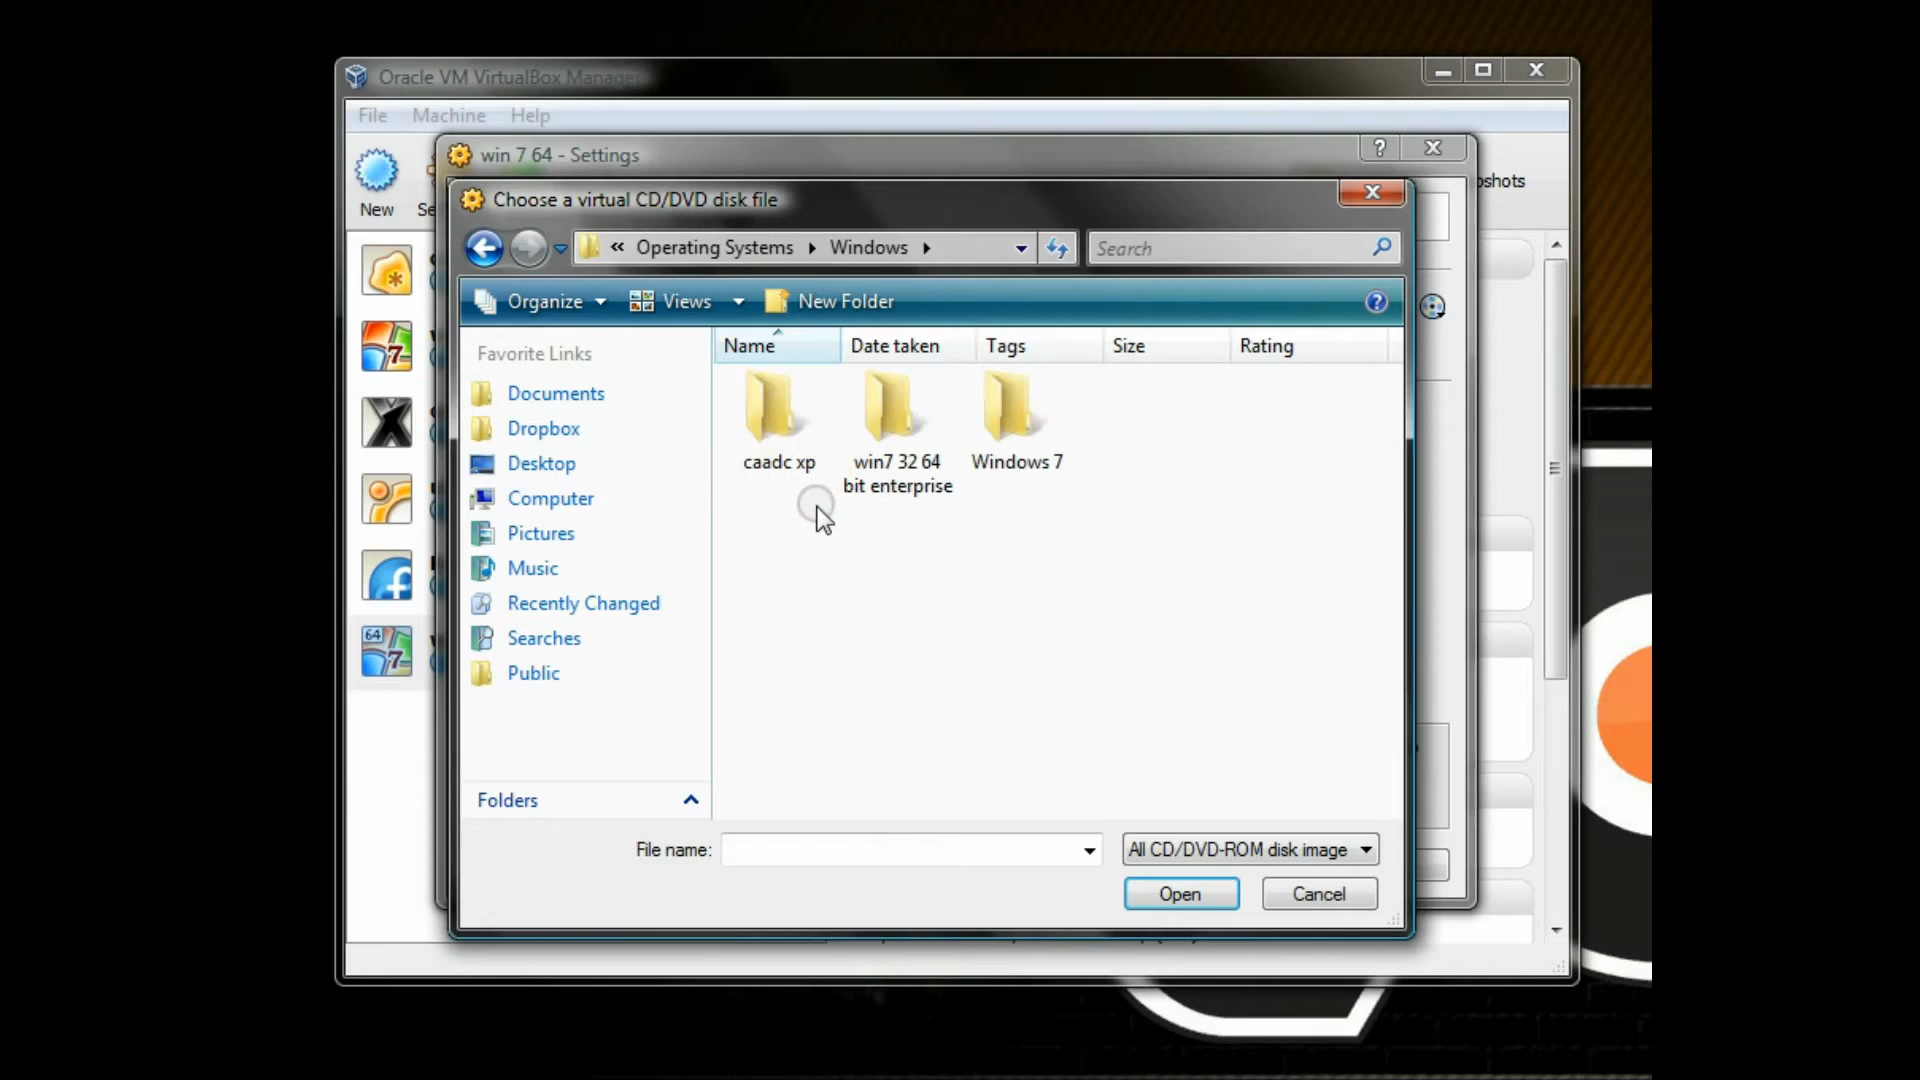 Oracle VM VirtualBox Manager
File Machine Help
win 7 64 - Settings
New
Choose a virtual CD/DVD disk file
« Operating Systems Windows
Search
Organize Views New Folder
Favorite Links
Documents
Dropbox
Desktop
Computer
Pictures
Music
Recently Changed
Searches
Public
Folders
Name Date taken Tags Size Rating
caadc xp
win7 32 64
bit enterprise
Windows 7
File name:
All CD/DVD-ROM disk image
Open Cancel
7
64
7